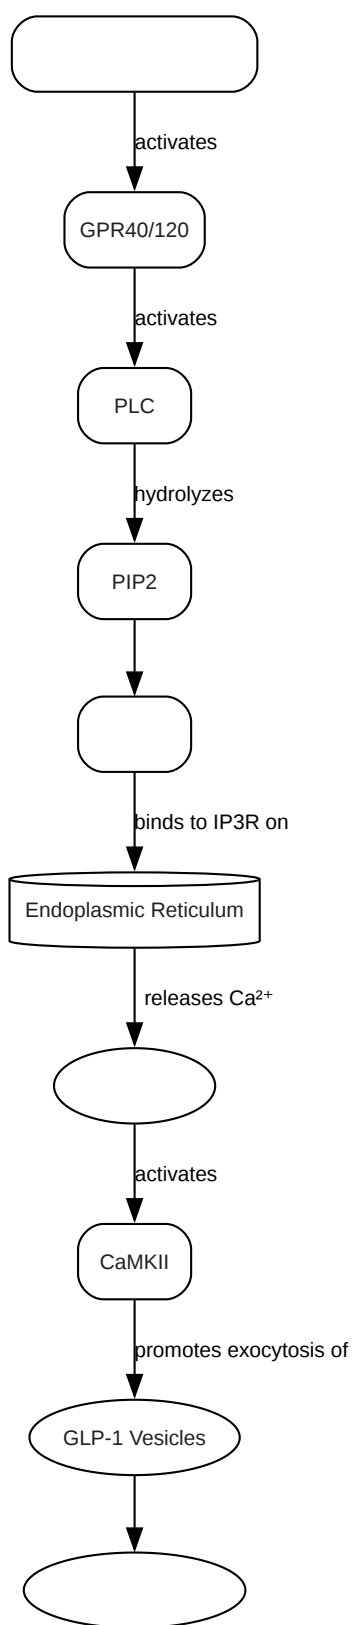 activates
GPR40/120
activates
PLC
hydrolyzes
PIP2
binds to IP3R on
Endoplasmic Reticulum
releases Ca²⁺
activates
CaMKII
promotes exocytosis of
GLP-1 Vesicles